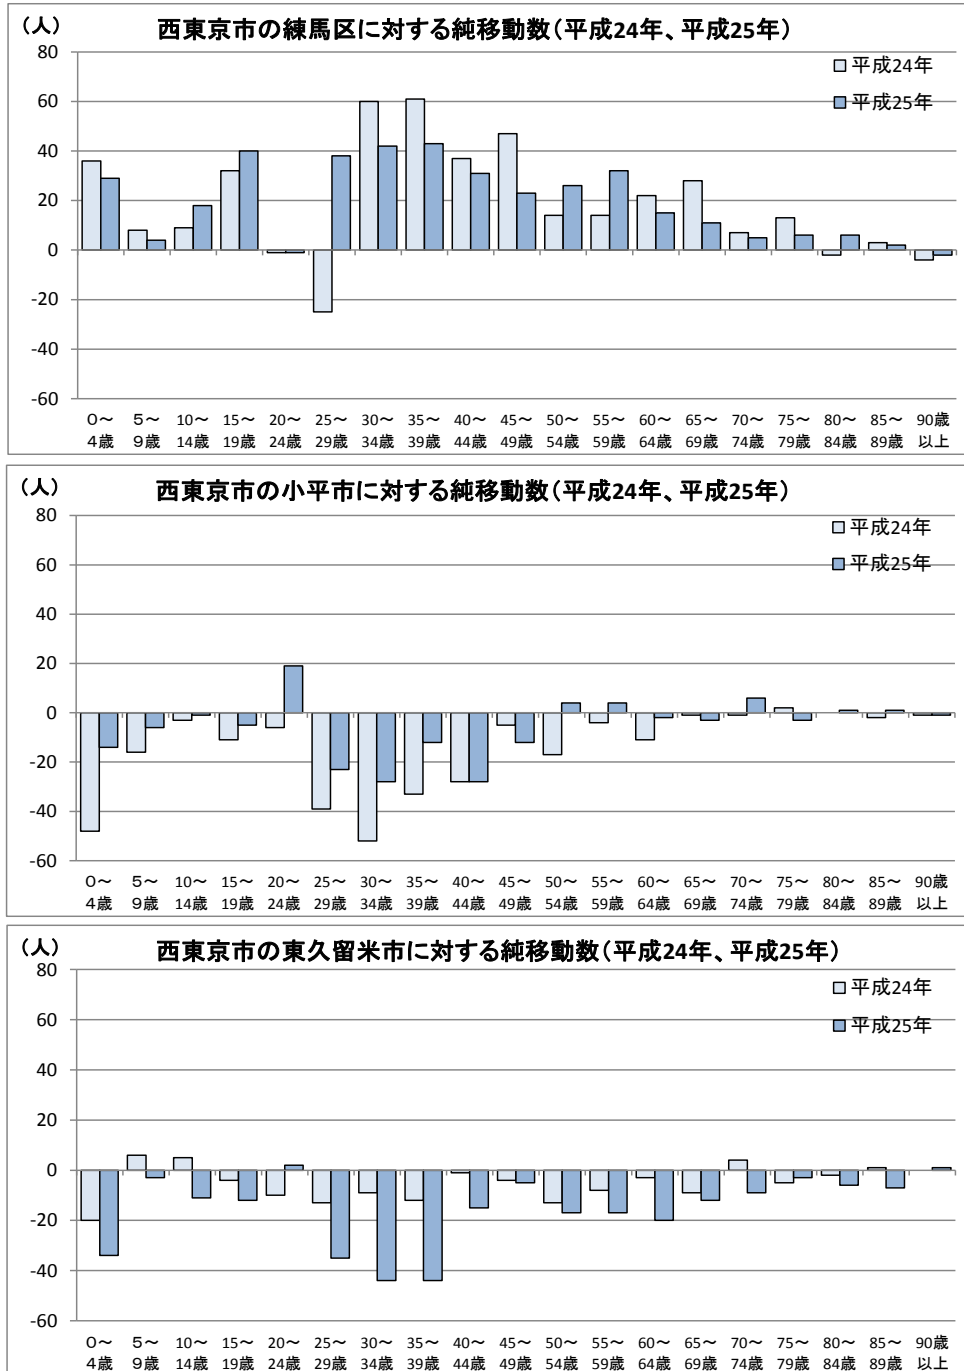 (人)
西東京市の練馬区に対する純移動数(平成24年、平成25年)
80
平成24年
60
平成25年
40
20
0
-20
-40
-60
0～ 5～ 10～ 15～ 20～ 25～ 30～ 35～ 40～ 45～ 50～ 55～ 60～ 65～ 70～ 75～ 80～ 85～ 90歳
4歳 9歳 14歳 19歳 24歳 29歳 34歳 39歳 44歳 49歳 54歳 59歳 64歳 69歳 74歳 79歳 84歳 89歳 以上
(人)
西東京市の小平市に対する純移動数(平成24年、平成25年)
80
平成24年
60
平成25年
40
20
0
-20
-40
-60
0～ 5～ 10～ 15～ 20～ 25～ 30～ 35～ 40～ 45～ 50～ 55～ 60～ 65～ 70～ 75～ 80～ 85～ 90歳
4歳 9歳 14歳 19歳 24歳 29歳 34歳 39歳 44歳 49歳 54歳 59歳 64歳 69歳 74歳 79歳 84歳 89歳 以上
(人)
西東京市の東久留米市に対する純移動数(平成24年、平成25年)
80
平成24年
60
平成25年
40
20
0
-20
-40
-60
0～ 5～ 10～ 15～ 20～ 25～ 30～ 35～ 40～ 45～ 50～ 55～ 60～ 65～ 70～ 75～ 80～ 85～ 90歳
4歳 9歳 14歳 19歳 24歳 29歳 34歳 39歳 44歳 49歳 54歳 59歳 64歳 69歳 74歳 79歳 84歳 89歳 以上